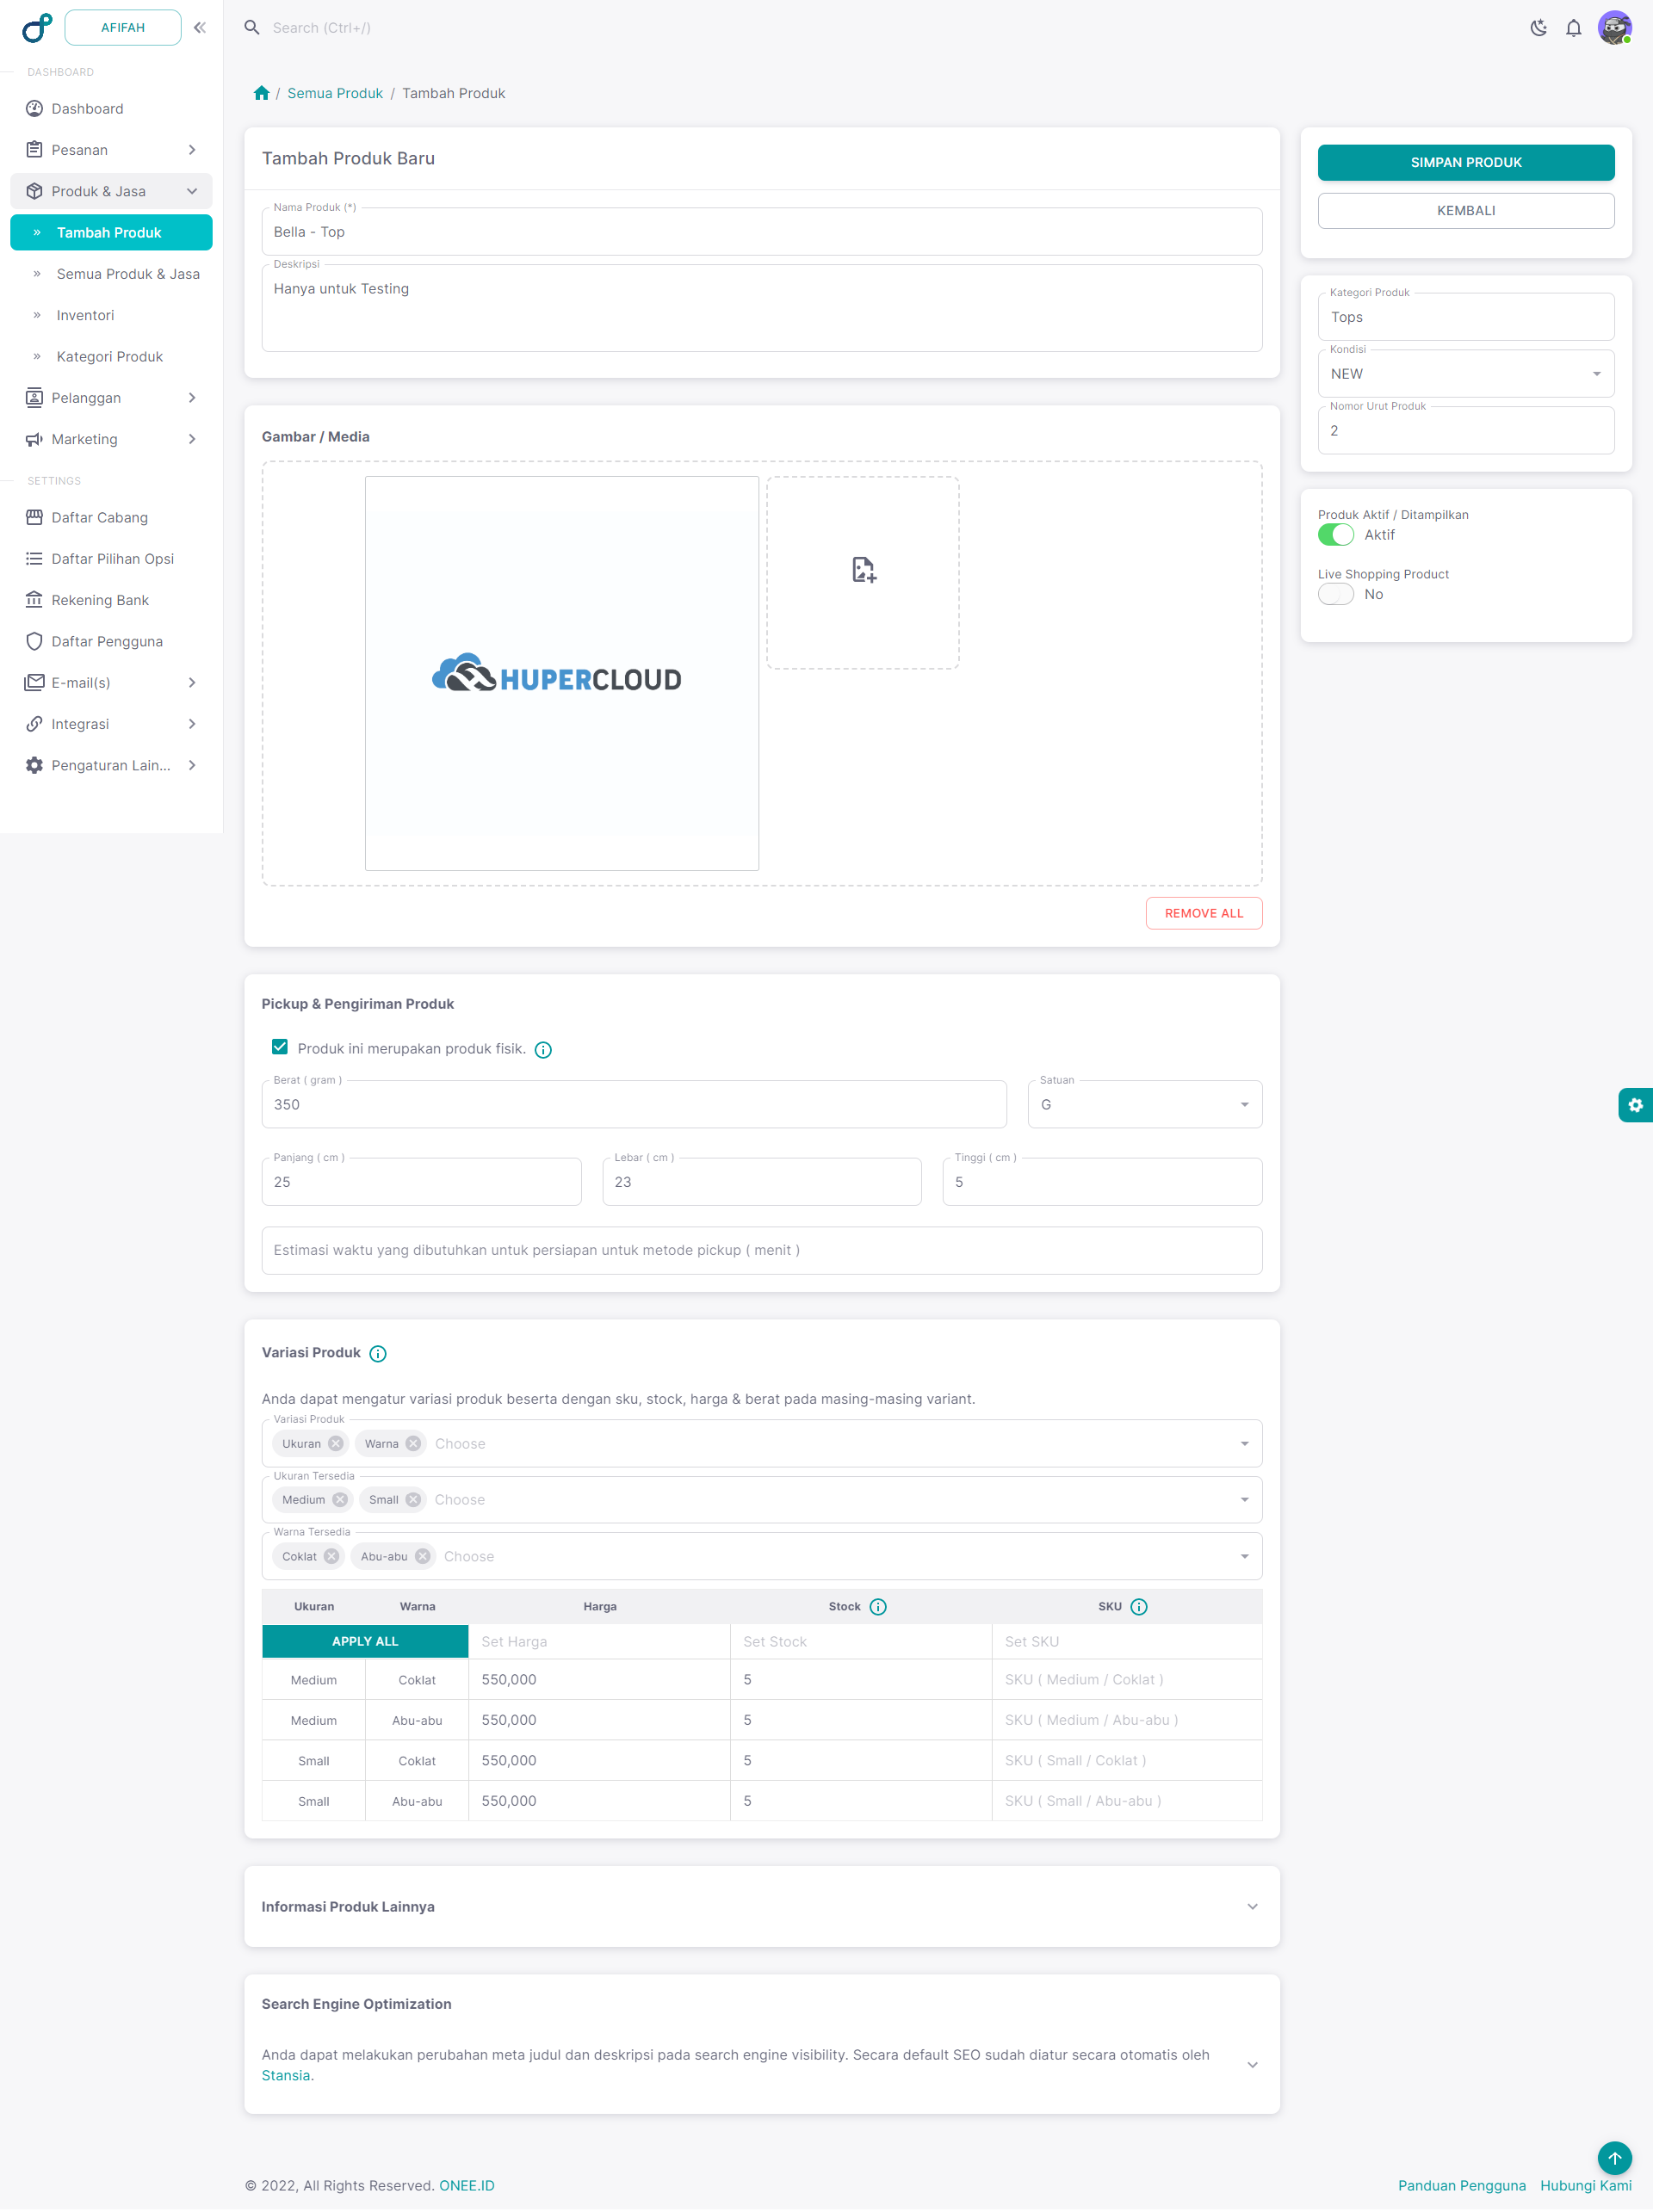 AFIFAH
Search (Ctrl+/)
DASHBOARD
Dashboard
Pesanan
Produk & Jasa
Tambah Produk
Semua Produk & Jasa
Inventori
Kategori Produk
Pelanggan
Marketing
SETTINGS
Daftar Cabang
Daftar Pilihan Opsi
Rekening Bank
Daftar Pengguna
E-mail(s)
Integrasi
Pengaturan Lain...
/ Semua Produk / Tambah Produk
Tambah Produk Baru
Nama Produk (*)
Bella - Top
Deskripsi
Hanya untuk Testing
SIMPAN PRODUK
KEMBALI
Kategori Produk
Tops
Kondisi
NEW
Nomor Urut Produk
2
Produk Aktif / Ditampilkan
Aktif
Live Shopping Product
No
Gambar / Media
HUPERCLOUD
REMOVE ALL
Pickup & Pengiriman Produk
Produk ini merupakan produk fisik.
Berat ( gram )
350
Satuan
G
Panjang ( cm )
25
Lebar ( cm )
23
Tinggi ( cm )
5
Estimasi waktu yang dibutuhkan untuk persiapan untuk metode pickup ( menit )
Variasi Produk
Anda dapat mengatur variasi produk beserta dengan sku, stock, harga & berat pada masing-masing variant.
Variasi Produk
Ukuran Warna Choose
Ukuran Tersedia
Medium Small Choose
Warna Tersedia
Coklat Abu-abu Choose
Ukuran Warna Harga Stock SKU
APPLY ALL Set Harga Set Stock Set SKU
Medium Coklat 550,000 5 SKU ( Medium / Coklat )
Medium Abu-abu 550,000 5 SKU ( Medium / Abu-abu )
Small Coklat 550,000 5 SKU ( Small / Coklat )
Small Abu-abu 550,000 5 SKU ( Small / Abu-abu )
Informasi Produk Lainnya
Search Engine Optimization
Anda dapat melakukan perubahan meta judul dan deskripsi pada search engine visibility. Secara default SEO sudah diatur secara otomatis oleh
Stansia.
© 2022, All Rights Reserved. ONEE.ID
Panduan Pengguna Hubungi Kami